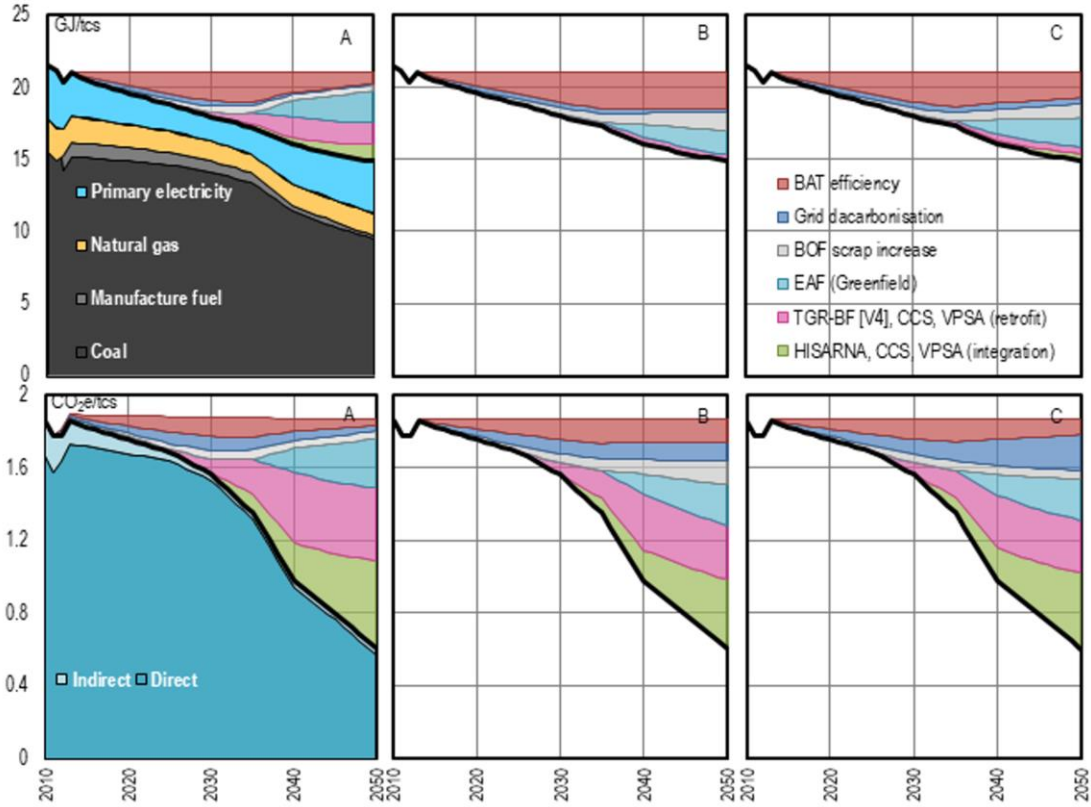 25
GJ/tcs
A
B
C
20
15
Primary electricity
Natural gas
Manufacture fuel
Coal
BAT efficiency
Grid dacarbonisation
BOF scrap increase
EAF (Greenfield)
TGR-BF [V4], CCS, VPSA (retrofit)
HISARNA, CCS, VPSA (integration)
10
5
0
2
CO₂e/tcs
A
B
C
1.6
1.2
0.8
Indirect
Direct
0.4
0
2010
2020
2030
2040
2050
2010
2020
2030
2040
2050
2010
2020
2030
2040
2050